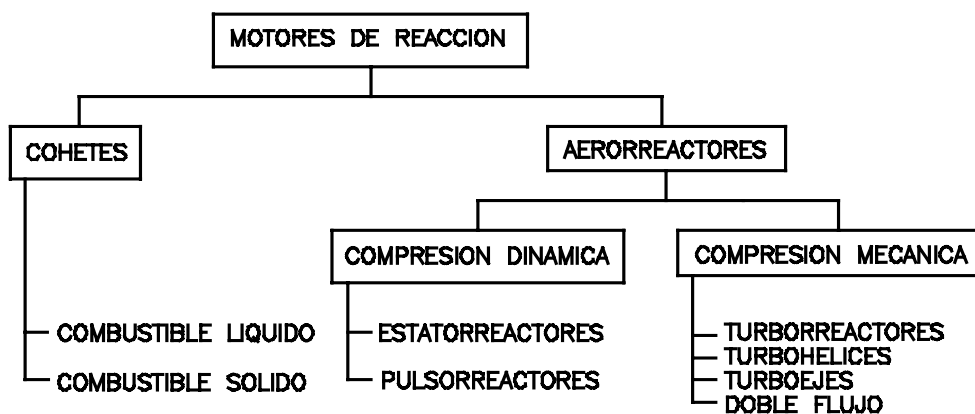 MOTORES DE REACCION
COHETES
AERORREACTORES
COMPRESION DINAMICA
COMPRESION MECANICA
COMBUSTIBLE LIQUIDO
COMBUSTIBLE SOLIDO
ESTATORREACTORES
PULSORREACTORES
TURBORREACTORES
TURBOHELICES
TURBOEJES
DOBLE FLUJO